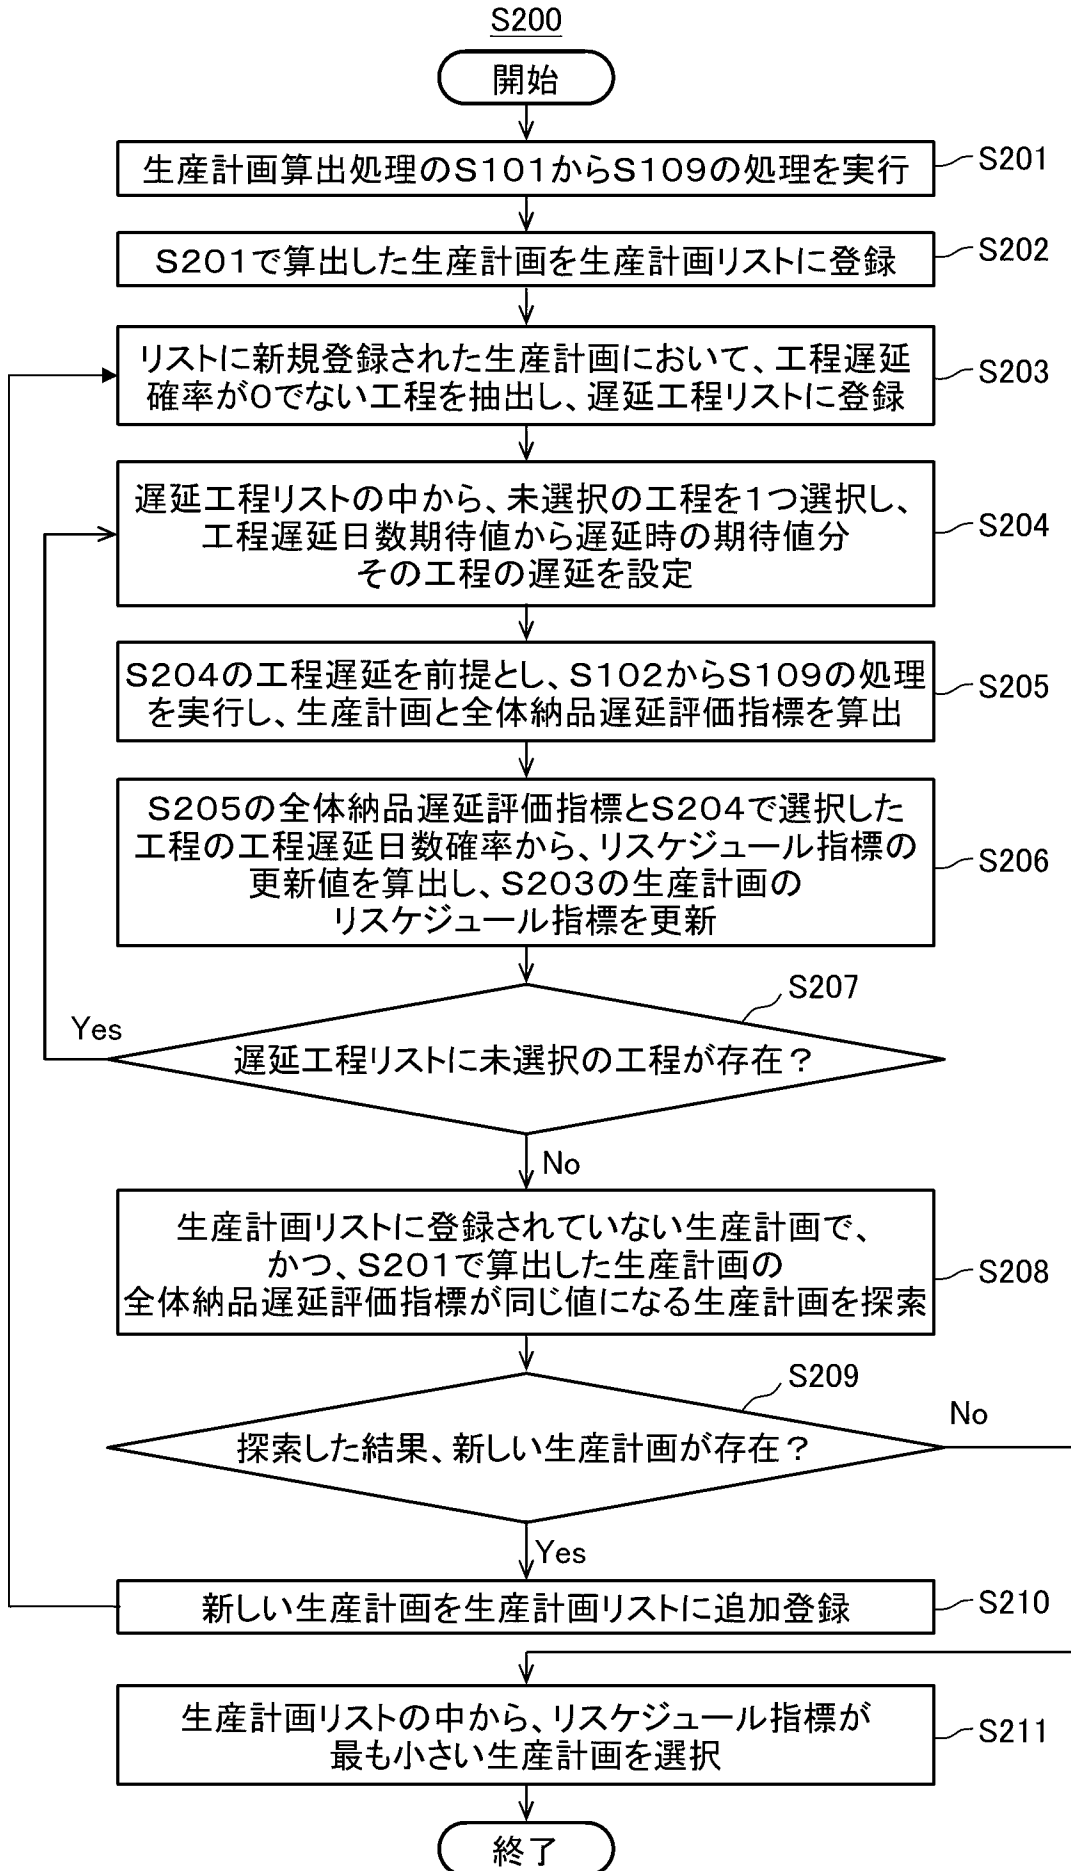 S200
開始
生産計画算出処理のS101からS109の処理を実行
S201
S201で算出した生産計画を生産計画リストに登録
S202
リストに新規登録された生産計画において、工程遅延
確率が0でない工程を抽出し、遅延工程リストに登録
S203
遅延工程リストの中から、未選択の工程を1つ選択し、
工程遅延日数期待値から遅延時の期待値分
その工程の遅延を設定
S204
S204の工程遅延を前提とし、S102からS109の処理
を実行し、生産計画と全体納品遅延評価指標を算出
S205
S205の全体納品遅延評価指標とS204で選択した
工程の工程遅延日数確率から、リスケジュール指標の
更新値を算出し、S203の生産計画の
リスケジュール指標を更新
S206
S207
Yes
遅延工程リストに未選択の工程が存在？
No
生産計画リストに登録されていない生産計画で、
かつ、S201で算出した生産計画の
全体納品遅延評価指標が同じ値になる生産計画を探索
S208
S209
No
探索した結果、新しい生産計画が存在？
Yes
新しい生産計画を生産計画リストに追加登録
S210
生産計画リストの中から、リスケジュール指標が
最も小さい生産計画を選択
S211
終了